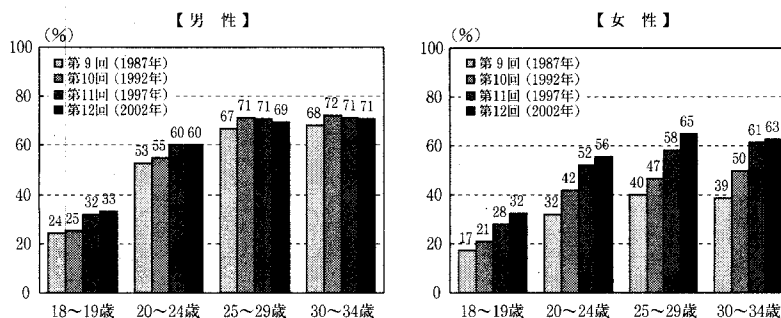 【男 性】
(%)
100
80
60
40
20
0
第 9回(1987年)
第10回(1992年)
第11回(1997年)
第12回(2002年)
24 25 32 33
53 55 60 60
67 71 71 69
68 72 71 71
18～19歳 20～24歳 25～29歳 30～34歳
【女 性】
(%)
100
80
60
40
20
0
第 9回(1987年)
第10回(1992年)
第11回(1997年)
第12回(2002年)
17 21 28 32
32 42 52 56
40 47 58 65
39 50 61 63
18～19歳 20～24歳 25～29歳 30～34歳